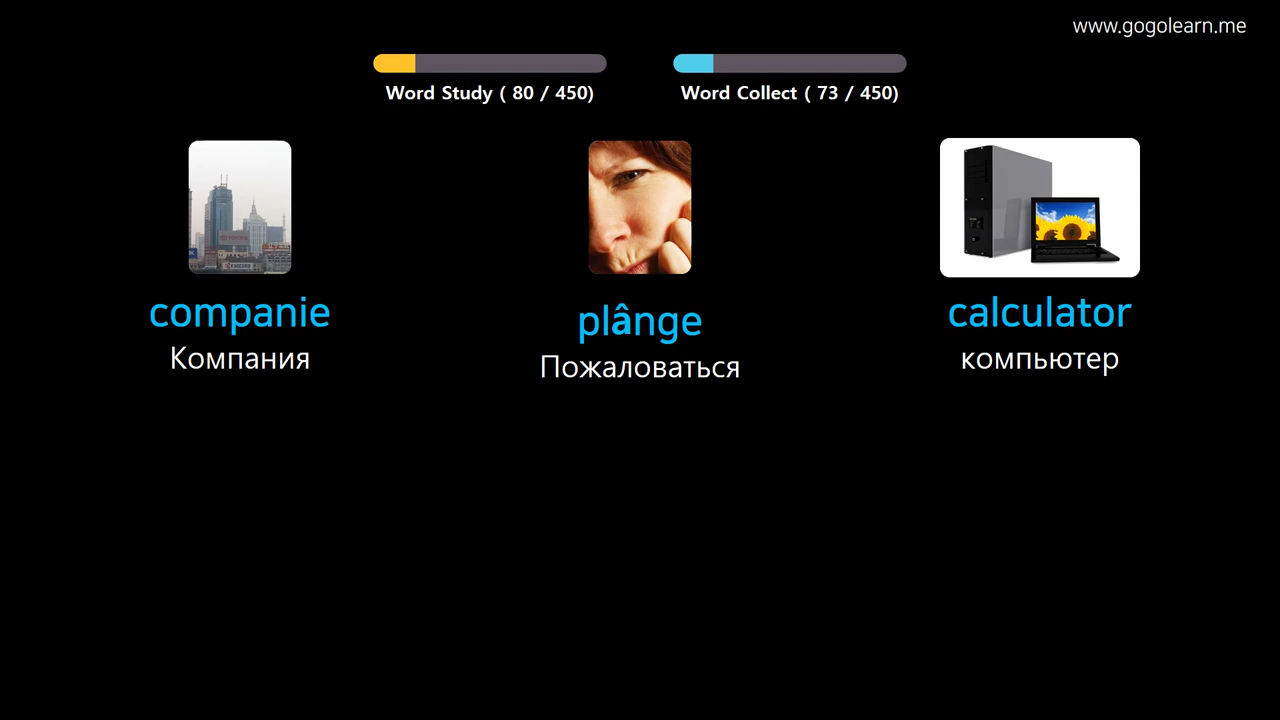 www.gogolearn.me
Word Study ( 80 / 450)
Word Collect ( 73 / 450)
companie
Компания
plânge
Пожаловаться
calculator
компьютер